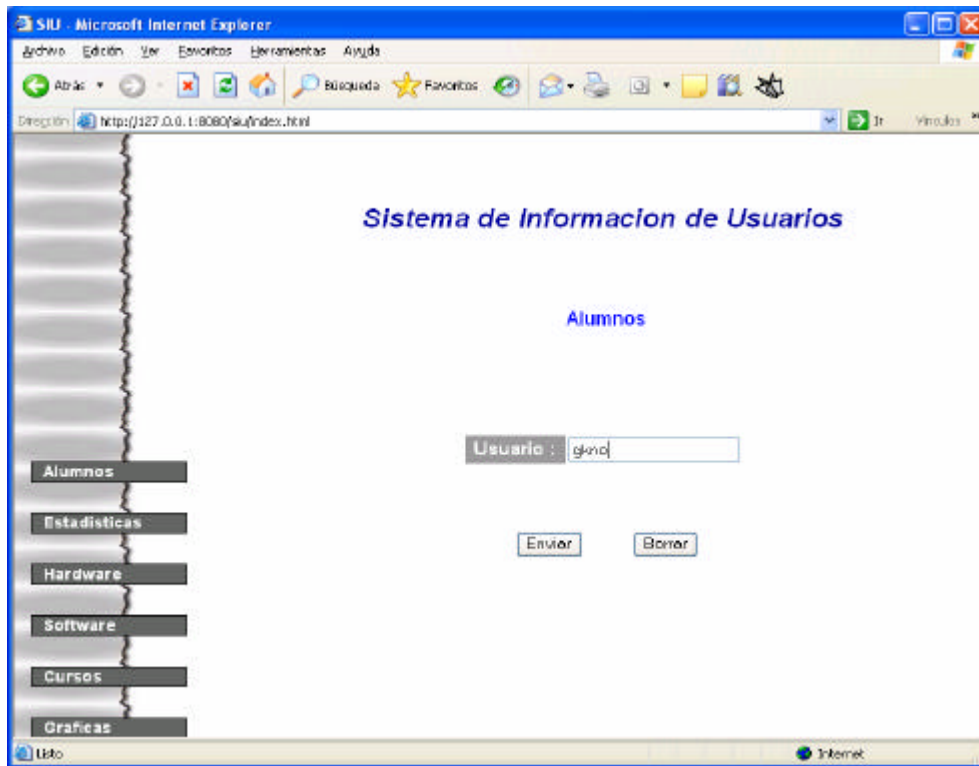 SIU - Microsoft Internet Explorer
Archivo Edición Ver Favoritos Herramientas Ayuda
Atrás Búsqueda Favoritos
Dirección http://127.0.0.1:8080/siu/index.html Ir Vínculos »
Sistema de Informacion de Usuarios
Alumnos
Usuario : gkno
Enviar Borrar
Alumnos
Estadisticas
Hardware
Software
Cursos
Graficas
Listo Internet